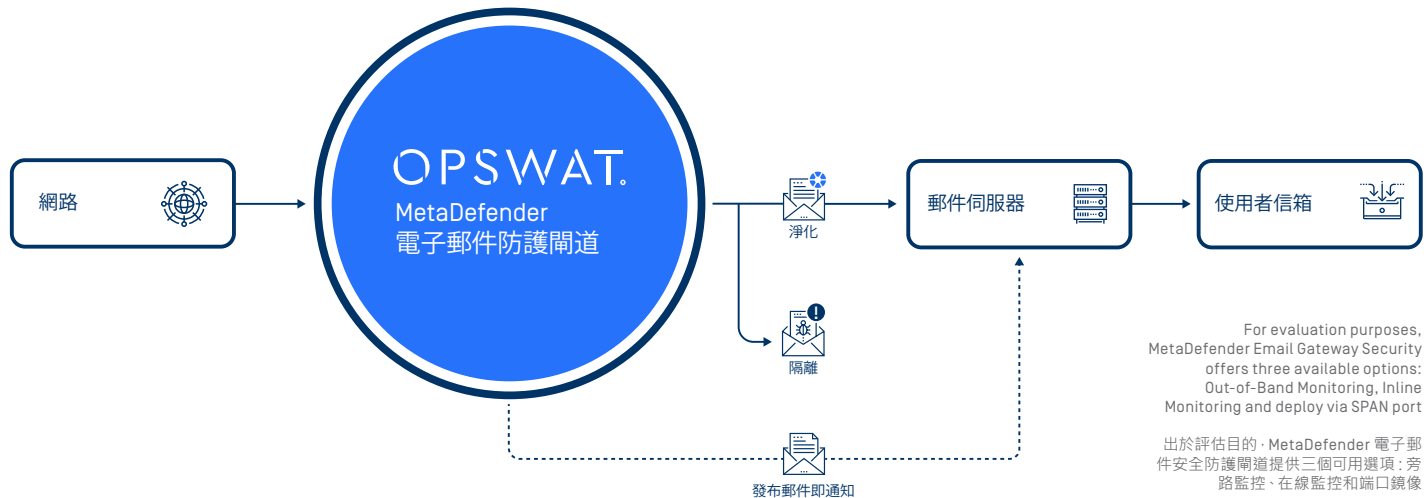 網路
OPSWAT.
MetaDefender
電子郵件防護閘道
淨化
隔離
發布郵件即通知
郵件伺服器
使用者信箱
For evaluation purposes,
MetaDefender Email Gateway Security
offers three available options:
Out-of-Band Monitoring, Inline
Monitoring and deploy via SPAN port
出於評估目的，MetaDefender 電子郵
件安全防護閘道提供三個可用選項：旁
路監控、在線監控和端口鏡像